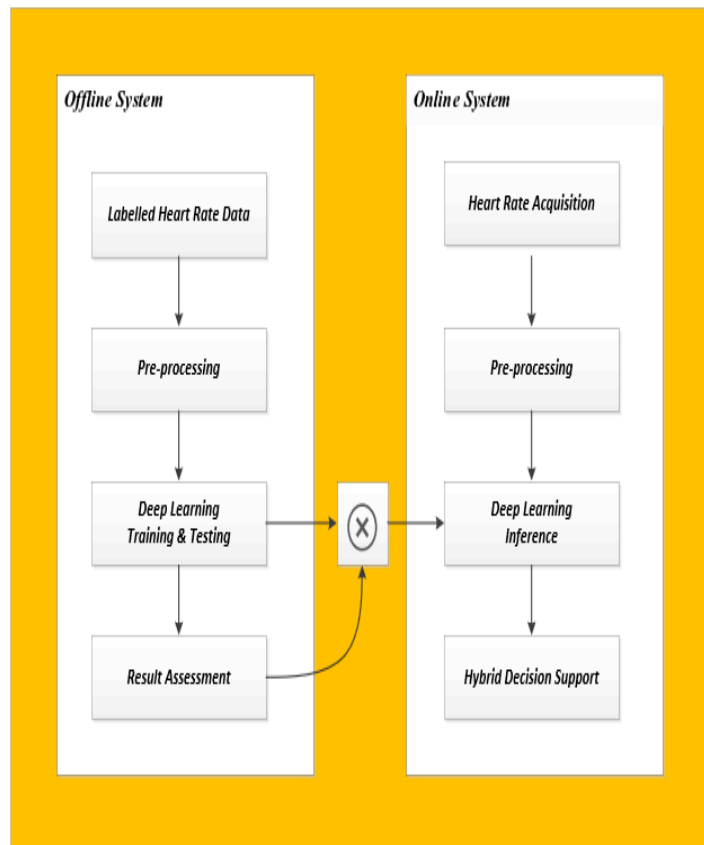 Offline System
Labelled Heart Rate Data
Pre-processing
Deep Learning
Training & Testing
Result Assessment
Online System
Heart Rate Acquisition
Pre-processing
Deep Learning
Inference
Hybrid Decision Support